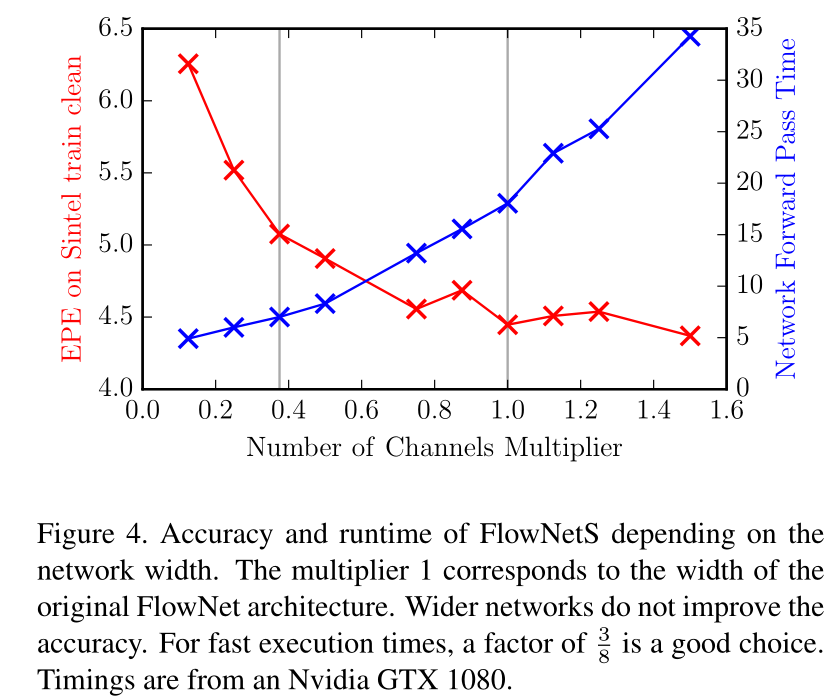 6.5
6.0
5.5
5.0
4.5
4.0
EPE on Sintel train clean
35
30
25
20
15
10
5
0
Network Forward Pass Time
0.0 0.2 0.4 0.6 0.8 1.0 1.2 1.4 1.6
Number of Channels Multiplier
Figure 4. Accuracy and runtime of FlowNetS depending on the
network width. The multiplier 1 corresponds to the width of the
original FlowNet architecture. Wider networks do not improve the
accuracy. For fast execution times, a factor of 3/8 is a good choice.
Timings are from an Nvidia GTX 1080.